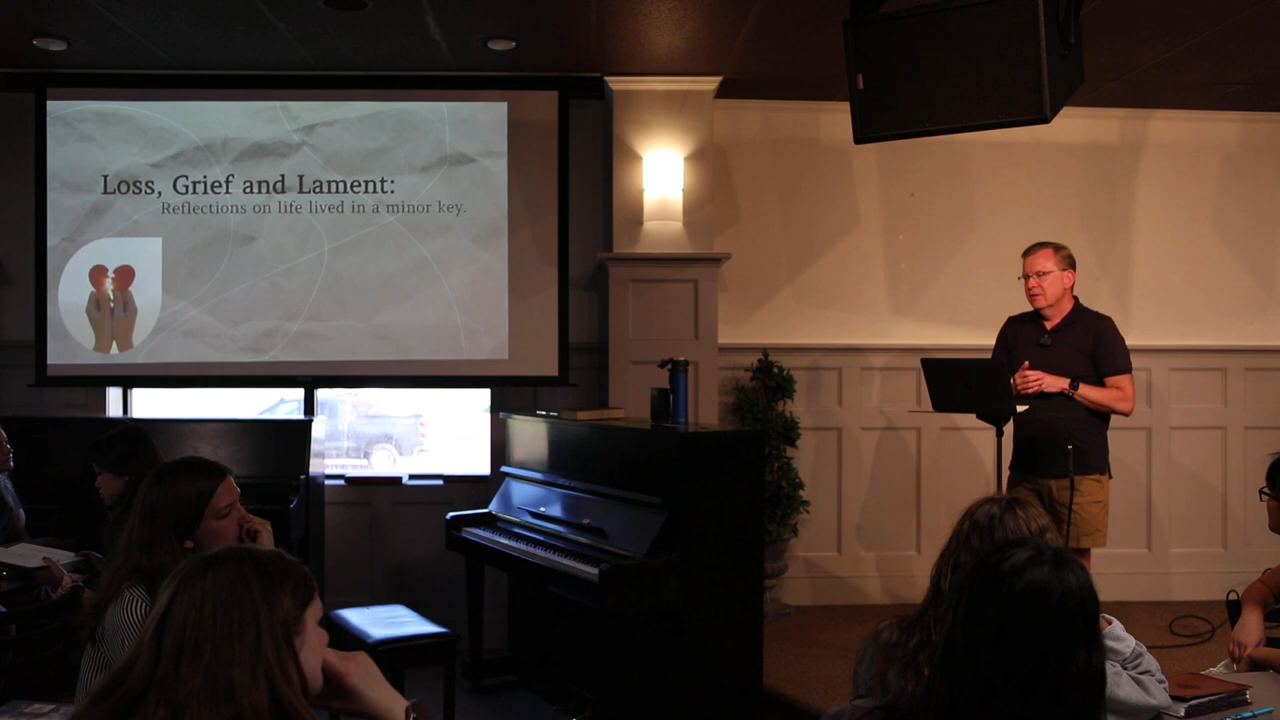 Loss, Grief and Lament:
Reflections on life lived in a minor key.